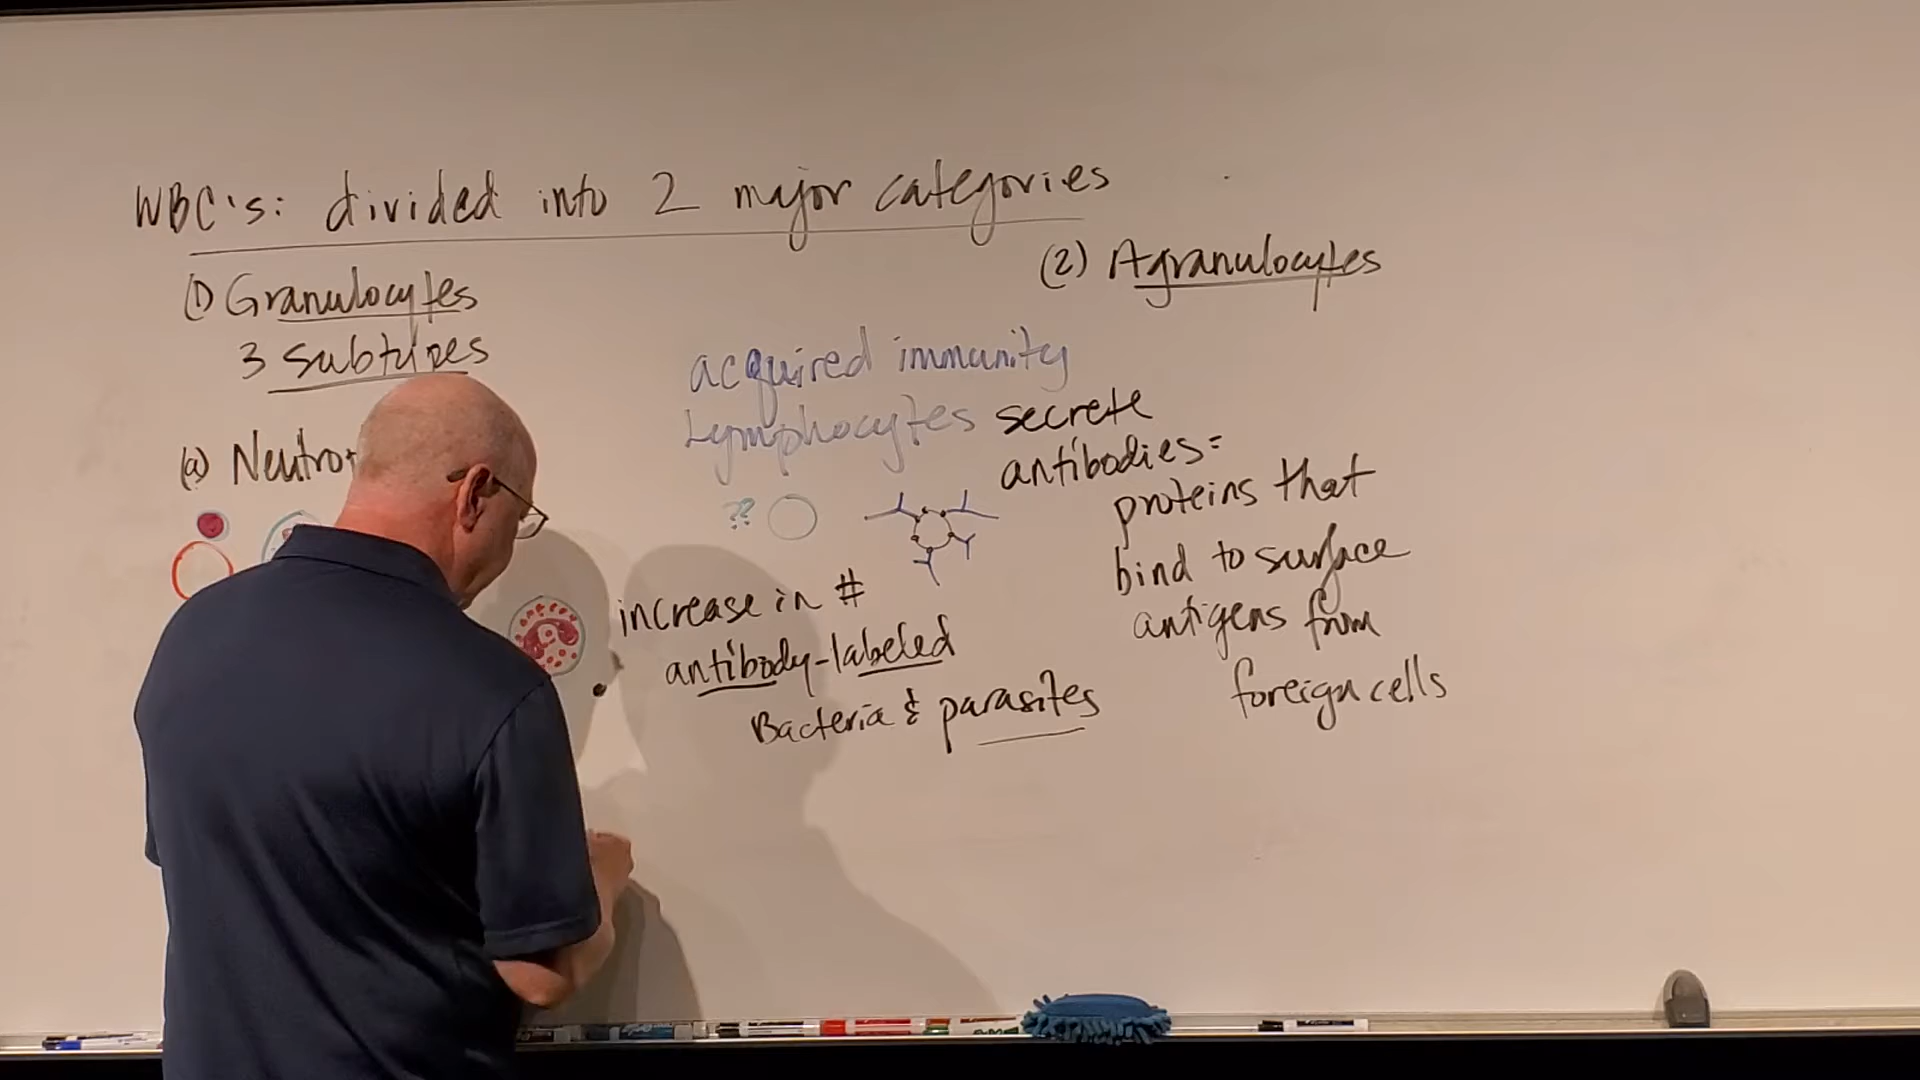 WBC's: divided into 2 major categories
(1) Granulocytes
3 subtypes
(a)
(2) Agranulocytes
acquired immunity
Lymphocytes secrete
antibodies=
proteins that
bind to surface
antigens from
foreign cells
??
increase in #
antibody-labeled
Bacteria & parasites